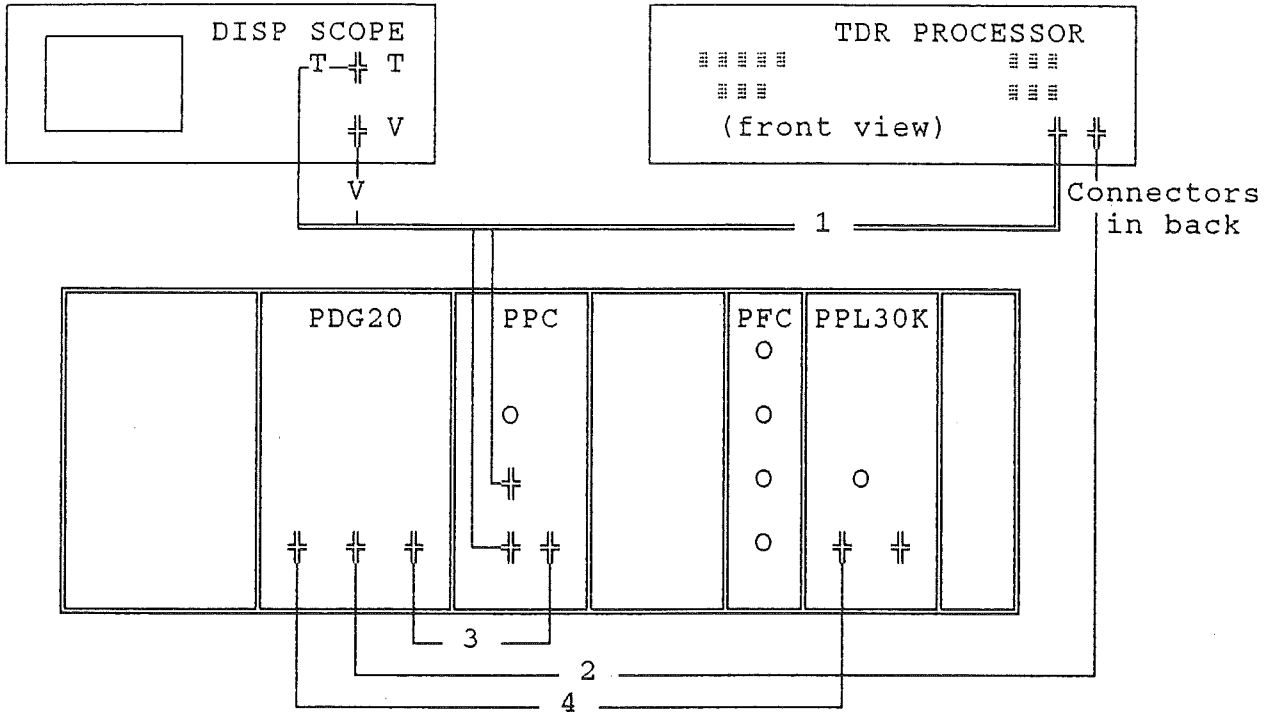 DISP SCOPE
T T
V
V
TDR PROCESSOR
(front view)
Connectors
in back
1
PDG20 PPC PFC PPL30K
3
2
4